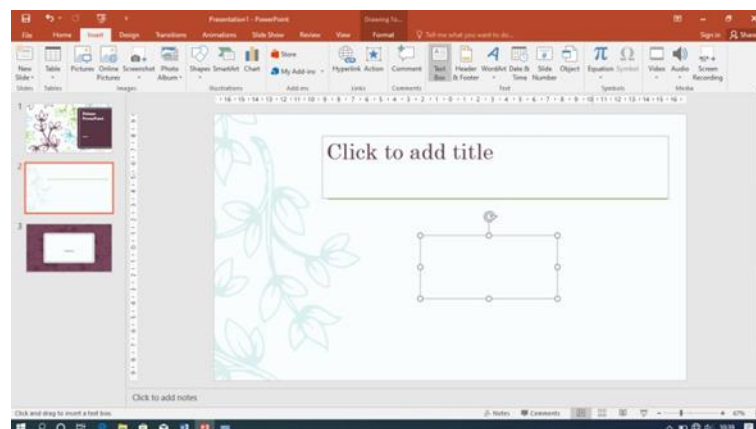 Presentation1 - PowerPoint
Drawing To...
File Home Insert Design Transitions Animations Slide Show Review View Format Tell me what you want to do... Sign in Share
New Slide Table Pictures Online Pictures Screenshot Photo Album Shapes SmartArt Chart Store My Add-ins Hyperlink Action Comment Text Box Header & Footer WordArt Date & Time Slide Number Object Equation Symbol Video Audio Screen Recording
Slides Tables Images Illustrations Add-ins Links Comments Text Symbols Media
1
2
3
Click to add title
Click to add notes
Click and drag to insert a text box.
Notes Comments 67%